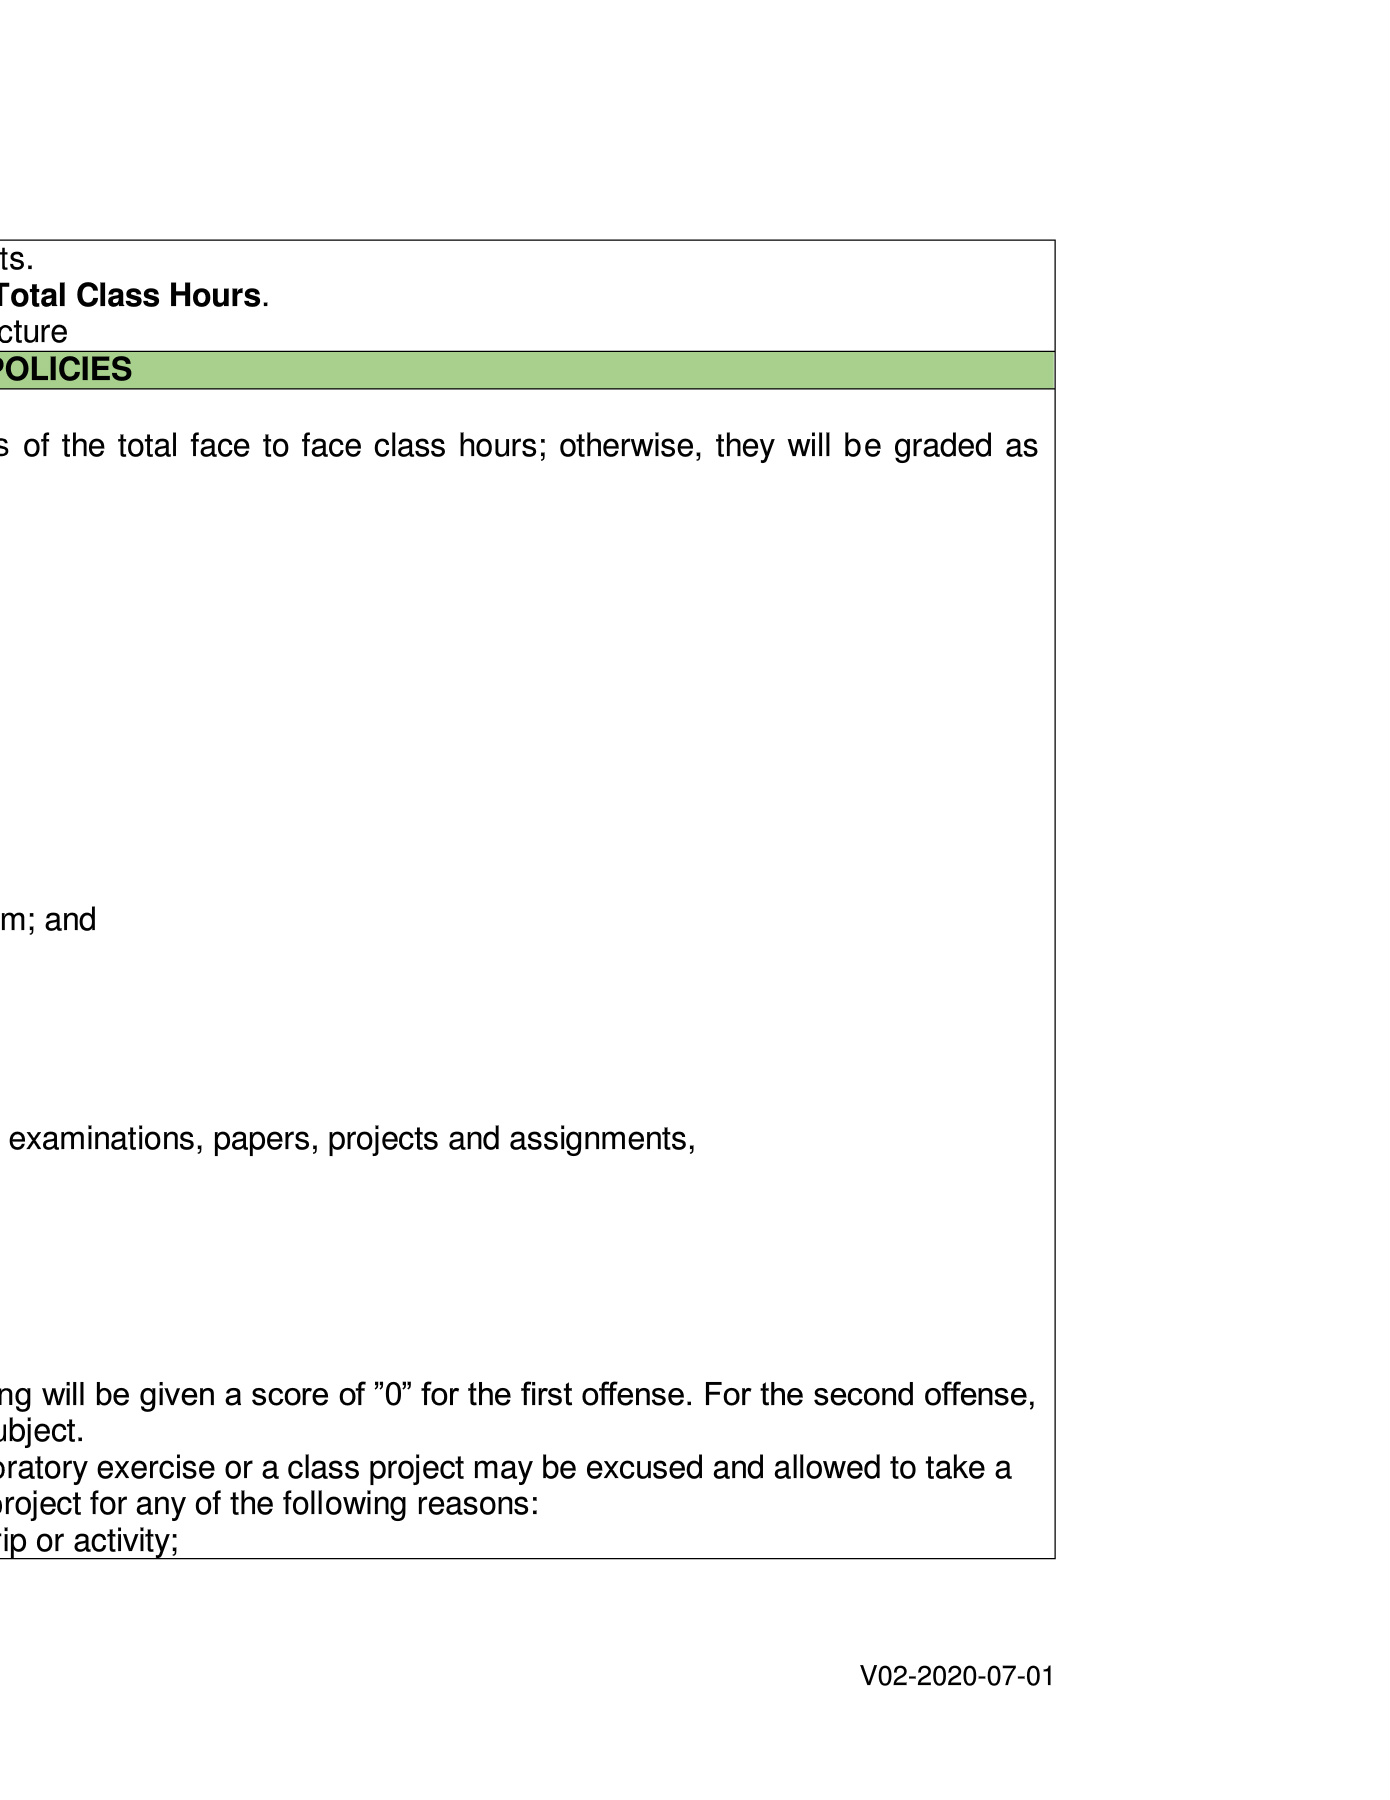 ts.
Total Class Hours.
cture
POLICIES
s of the total face to face class hours; otherwise, they will be graded as
m; and
examinations, papers, projects and assignments,
ng will be given a score of ”0” for the first offense. For the second offense,
ubject.
oratory exercise or a class project may be excused and allowed to take a
project for any of the following reasons:
rip or activity;
V02-2020-07-01